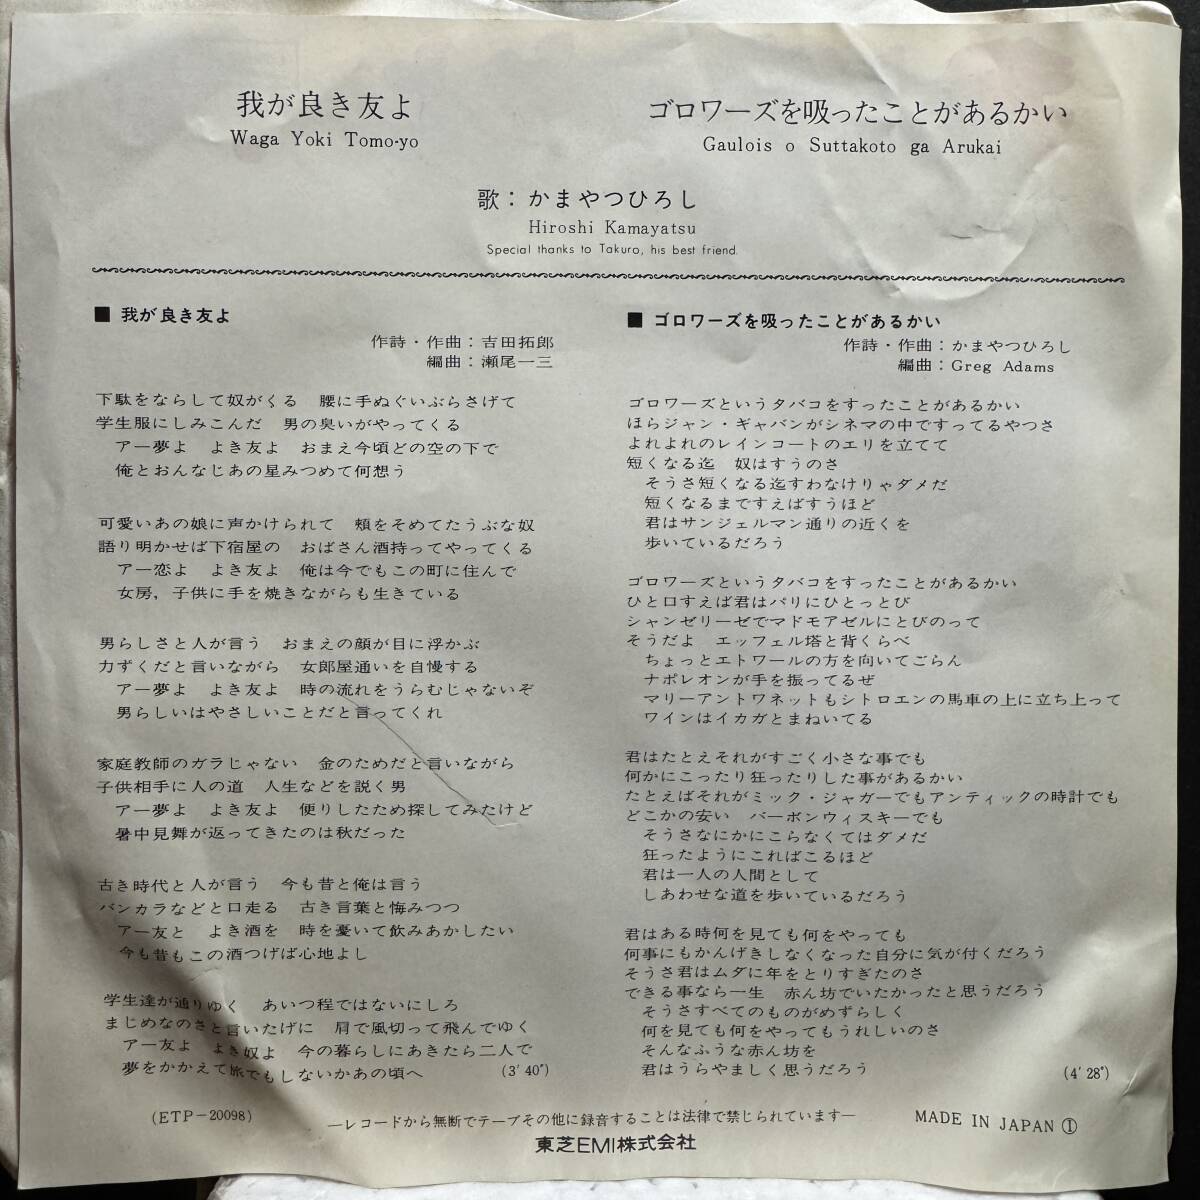 我が良き友よ
Waga Yoki Tomo-yo
ゴロワーズを吸ったことがあるかい
Gaulois o Suttakoto ga Arukai
歌：かまやつひろし
Hiroshi Kamayatsu
Special thanks to Takuro, his best friend.
■ 我が良き友よ
作詩・作曲：吉田拓郎
編曲：瀬尾一三
下駄をならして奴がくる　腰に手ぬぐいぶらさげて
学生服にしみこんだ　男の臭いがやってくる
アー夢よ　よき友よ　おまえ今頃どの空の下で
俺とおんなじあの星みつめて何想う
可愛いあの娘に声かけられて　頬をそめてたうぶな奴
語り明かせば下宿屋の　おばさん酒持ってやってくる
アー恋よ　よき友よ　俺は今でもこの町に住んで
女房，子供に手を焼きながらも生きている
男らしさと人が言う　おまえの顔が目に浮かぶ
力ずくだと言いながら　女郎屋通いを自慢する
アー夢よ　よき友よ　時の流れをうらむじゃないぞ
男らしいはやさしいことだと言ってくれ
家庭教師のガラじゃない　金のためだと言いながら
子供相手に人の道　人生などを説く男
アー夢よ　よき友よ　便りしたため探してみたけど
暑中見舞が返ってきたのは秋だった
古き時代と人が言う　今も昔と俺は言う
バンカラなどと口走る　古き言葉と悔みつつ
アー友と　よき酒を　時を憂いて飲みあかしたい
今も昔もこの酒つげば心地よし
学生達が通りゆく　あいつ程ではないにしろ
まじめなのさと言いたげに　肩で風切って飛んでゆく
アー友よ　よき奴よ　今の暮らしにあきたら二人で
夢をかかえて旅でもしないかあの頃へ
(3′40″)
■ ゴロワーズを吸ったことがあるかい
作詩・作曲：かまやつひろし
編曲：Greg Adams
ゴロワーズというタバコをすったことがあるかい
ほらジャン・ギャバンがシネマの中ですってるやつさ
よれよれのレインコートのエリを立てて
短くなる迄　奴はすうのさ
そうさ短くなる迄すわなけりゃダメだ
短くなるまですえばすうほど
君はサンジェルマン通りの近くを
歩いているだろう
ゴロワーズというタバコをすったことがあるかい
ひと口すえば君はパリにひとっとび
シャンゼリーゼでマドモアゼルにとびのって
そうだよ　エッフェル塔と背くらべ
ちょっとエトワールの方を向いてごらん
ナポレオンが手を振ってるぜ
マリーアントワネットもシトロエンの馬車の上に立ち上って
ワインはイカガとまねいてる
君はたとえそれがすごく小さな事でも
何かにこったり狂ったりした事があるかい
たとえばそれがミック・ジャガーでもアンティックの時計でも
どこかの安い　バーボンウィスキーでも
そうさなにかにこらなくてはダメだ
狂ったようにこればこるほど
君は一人の人間として
しあわせな道を歩いているだろう
君はある時何を見ても何をやっても
何事にもかんげきしなくなった自分に気が付くだろう
そうさ君はムダに年をとりすぎたのさ
できる事なら一生　赤ん坊でいたかったと思うだろう
そうさすべてのものがめずらしく
何を見ても何をやってもうれしいのさ
そんなふうな赤ん坊を
君はうらやましく思うだろう
(4′28″)
(ETP－20098)
―レコードから無断でテープその他に録音することは法律で禁じられています―
MADE IN JAPAN ①
東芝EMI株式会社